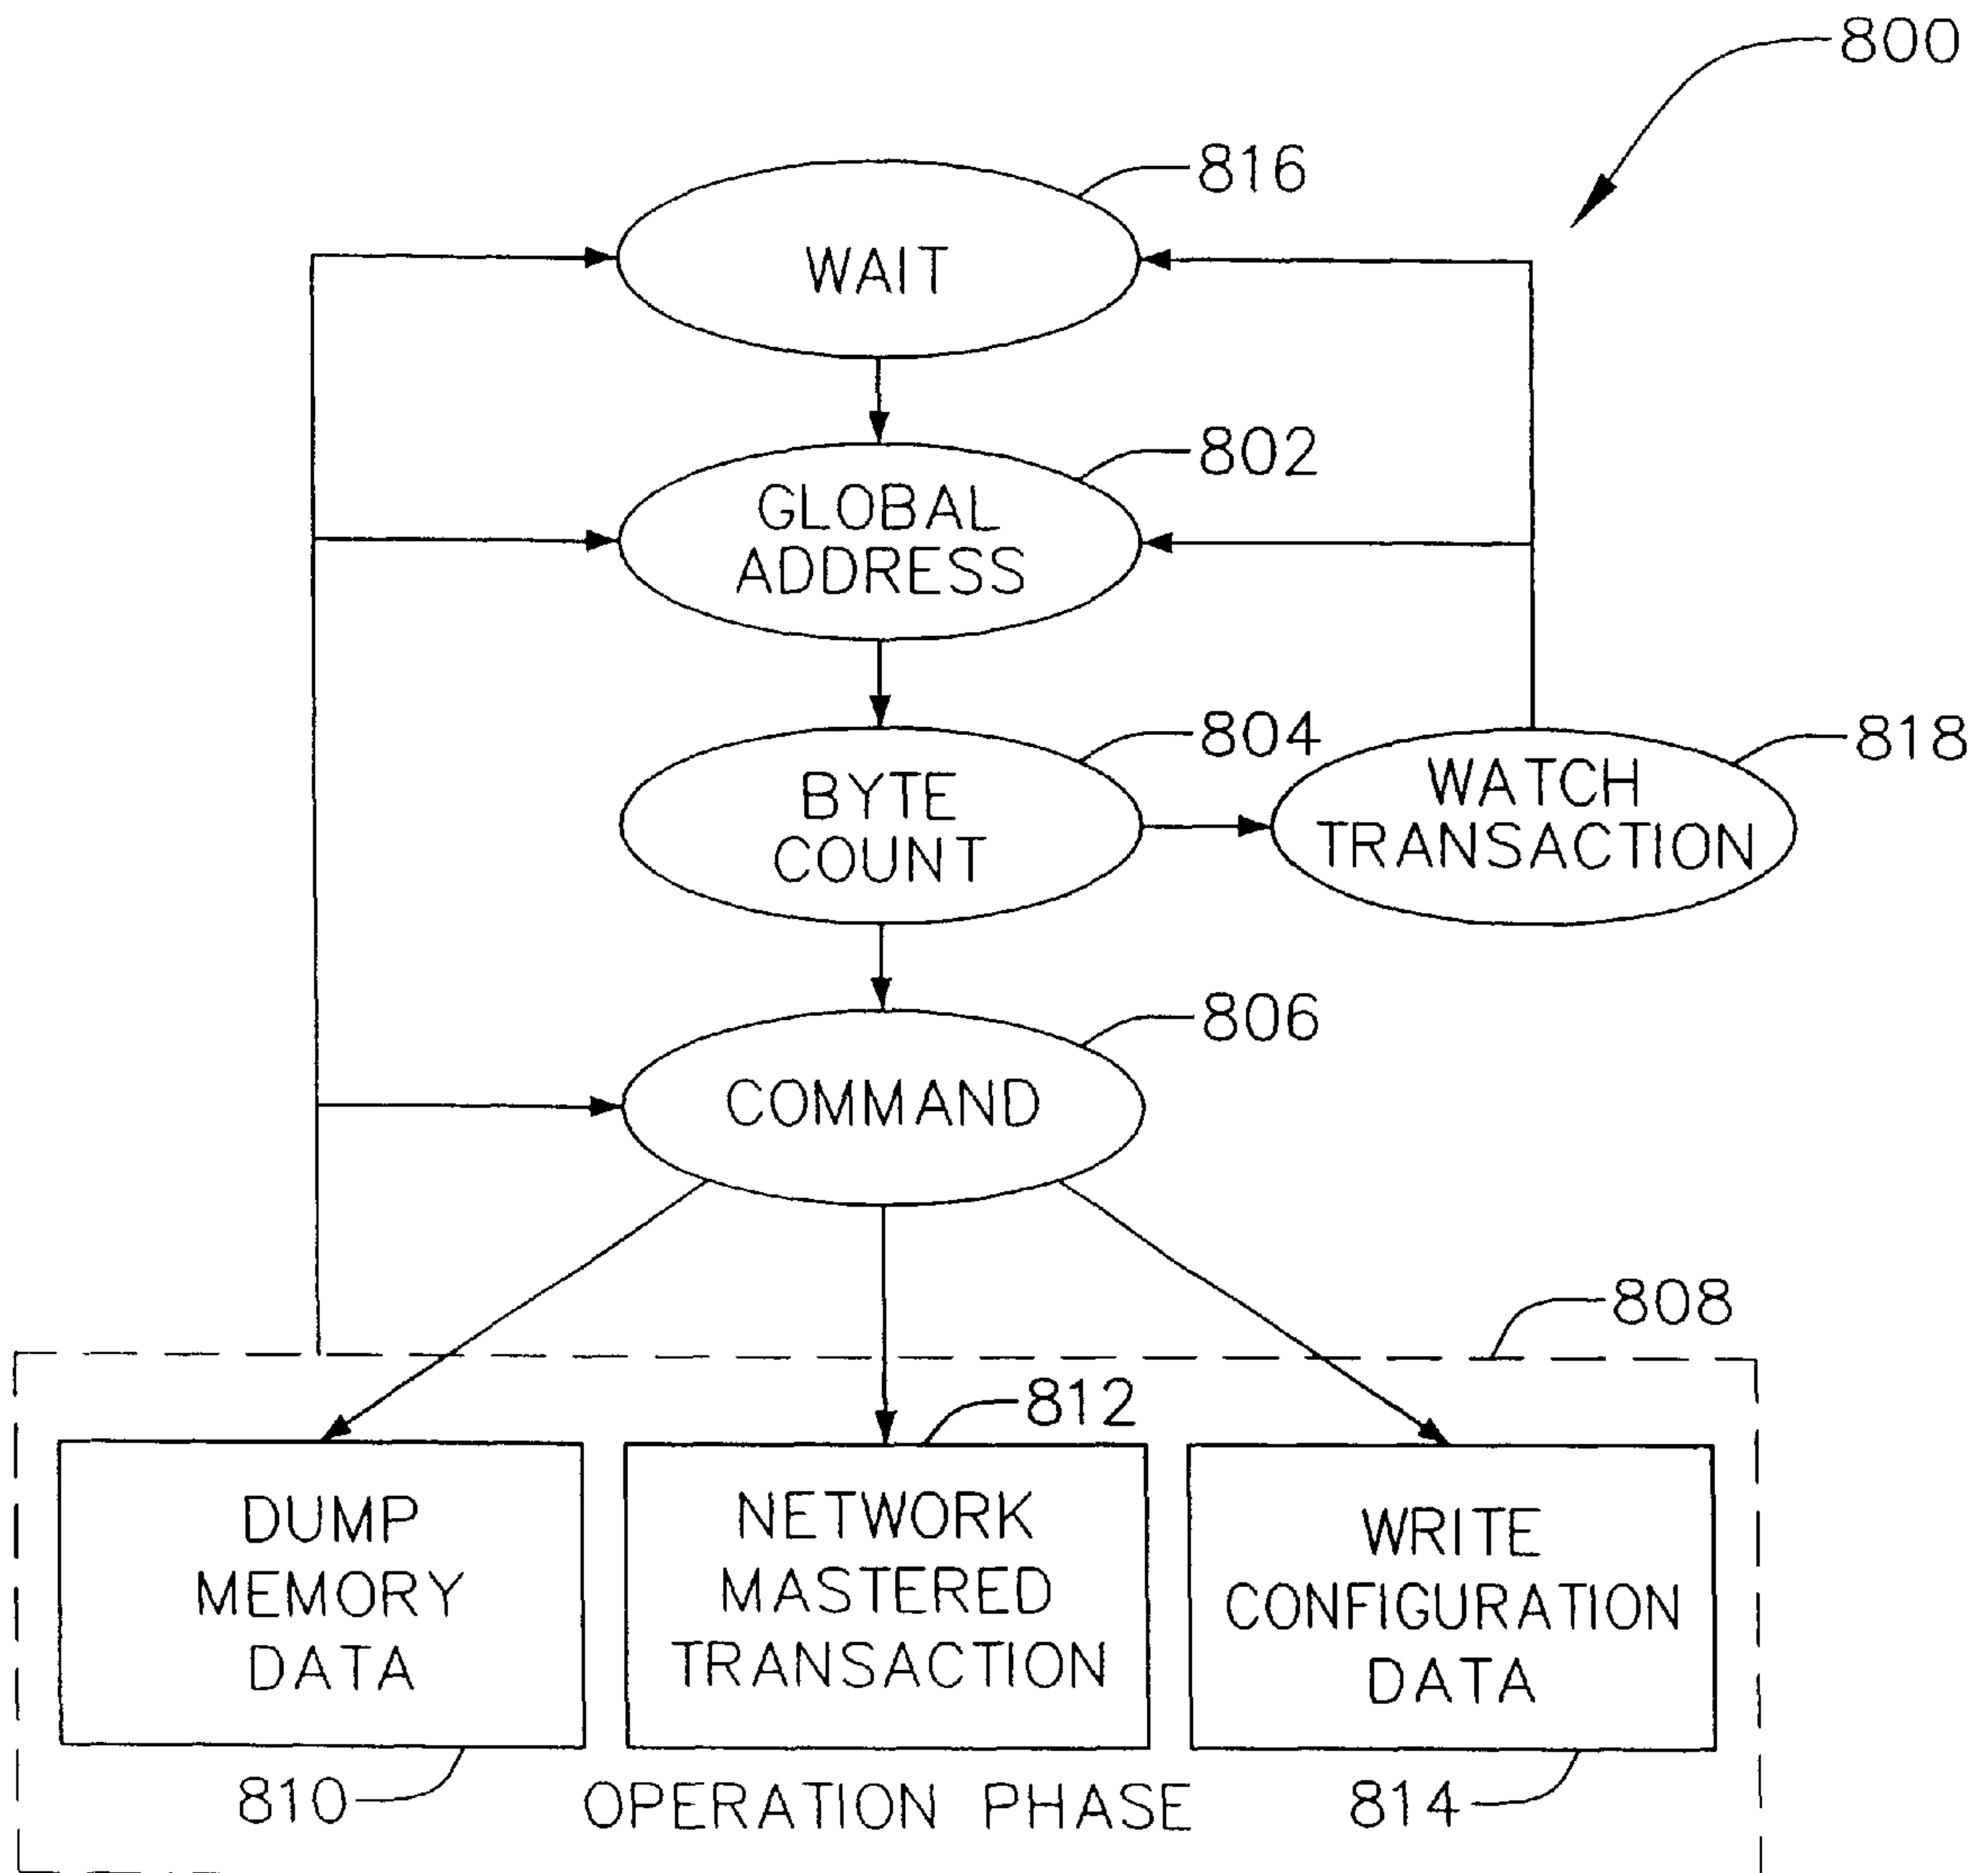 800
816
WAIT
802
GLOBAL
ADDRESS
804
818
BYTE
COUNT
WATCH
TRANSACTION
806
COMMAND
808
812
DUMP
MEMORY
DATA
NETWORK
MASTERED
TRANSACTION
WRITE
CONFIGURATION
DATA
810
OPERATION PHASE
814